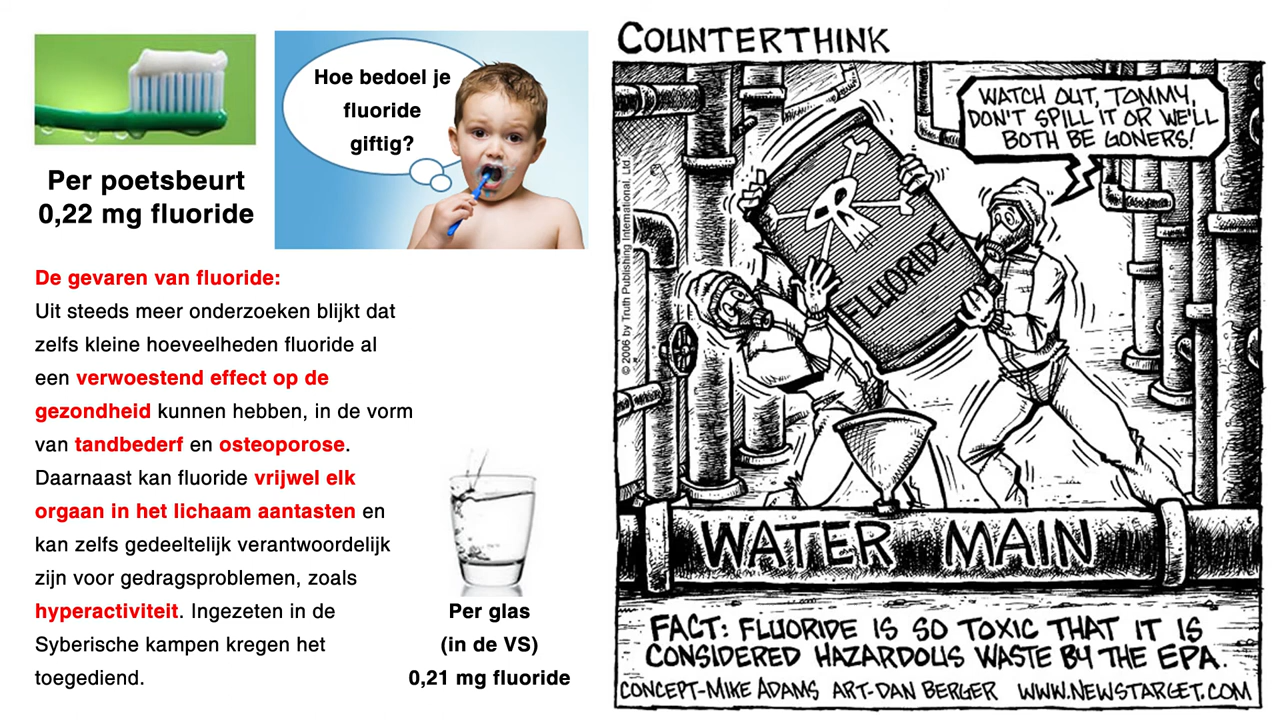 Hoe bedoel je
fluoride
giftig?
Per poetsbeurt
0,22 mg fluoride
De gevaren van fluoride:
Uit steeds meer onderzoeken blijkt dat
zelfs kleine hoeveelheden fluoride al
een verwoestend effect op de
gezondheid kunnen hebben, in de vorm
van tandbederf en osteoporose.
Daarnaast kan fluoride vrijwel elk
orgaan in het lichaam aantasten en
kan zelfs gedeeltelijk verantwoordelijk
zijn voor gedragsproblemen, zoals
hyperactiviteit. Ingezeten in de
Syberische kampen kregen het
toegediend.
Per glas
(in de VS)
0,21 mg fluoride
COUNTERTHINK
WATCH OUT, TOMMY,
DON'T SPILL IT OR WE'LL
BOTH BE GONERS!
FLUORIDE
© 2006 by Truth Publishing International, Ltd.
WATER MAIN
FACT: FLUORIDE IS SO TOXIC THAT IT IS
CONSIDERED HAZARDOUS WASTE BY THE EPA.
CONCEPT-MIKE ADAMS ART-DAN BERGER WWW.NEWSTARGET.COM